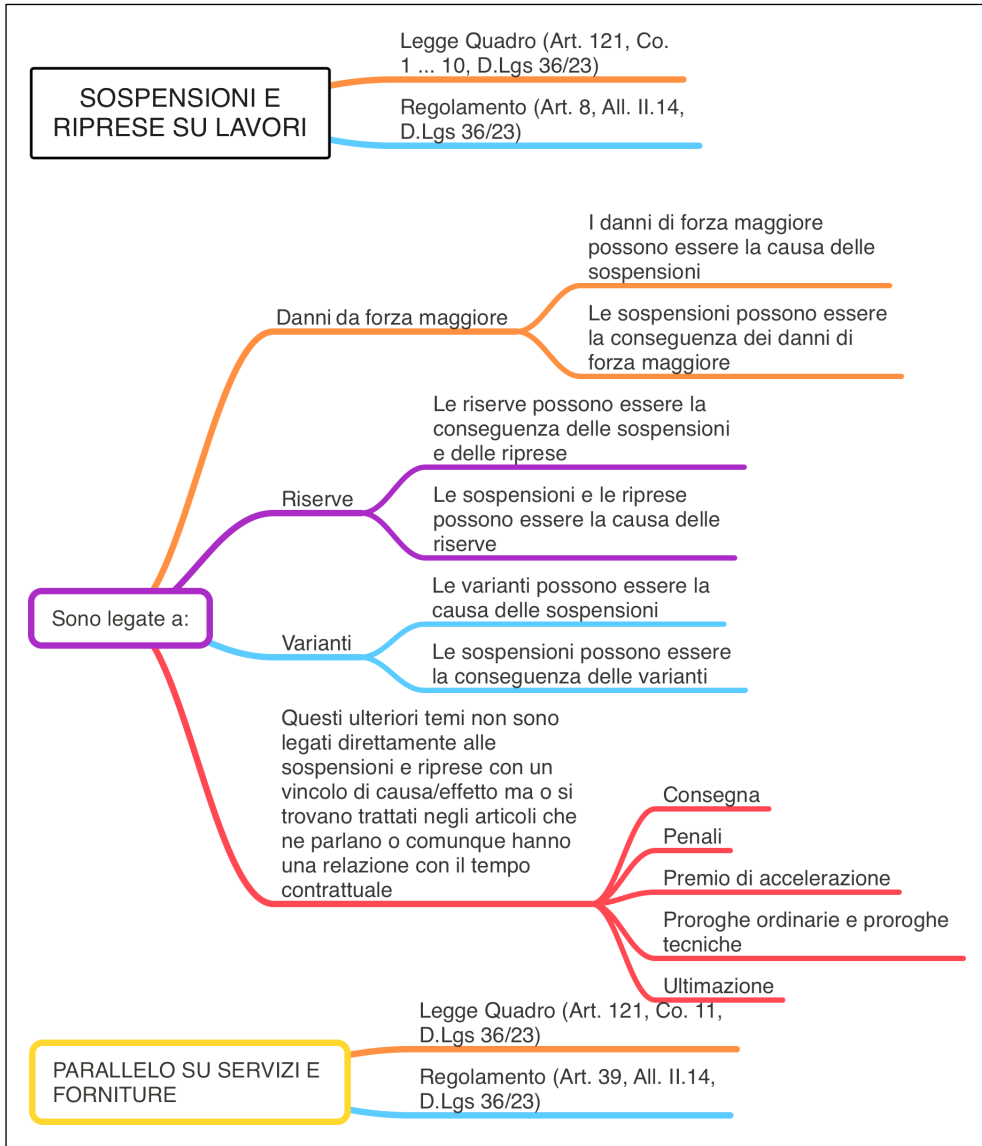 SOSPENSIONI E
RIPRESE SU LAVORI
Legge Quadro (Art. 121, Co.
1 ... 10, D.Lgs 36/23)
Regolamento (Art. 8, All. II.14,
D.Lgs 36/23)
Sono legate a:
Danni da forza maggiore
I danni di forza maggiore
possono essere la causa delle
sospensioni
Le sospensioni possono essere
la conseguenza dei danni di
forza maggiore
Riserve
Le riserve possono essere la
conseguenza delle sospensioni
e delle riprese
Le sospensioni e le riprese
possono essere la causa delle
riserve
Varianti
Le varianti possono essere la
causa delle sospensioni
Le sospensioni possono essere
la conseguenza delle varianti
Questi ulteriori temi non sono
legati direttamente alle
sospensioni e riprese con un
vincolo di causa/effetto ma o si
trovano trattati negli articoli che
ne parlano o comunque hanno
una relazione con il tempo
contrattuale
Consegna
Penali
Premio di accelerazione
Proroghe ordinarie e proroghe
tecniche
Ultimazione
PARALLELO SU SERVIZI E
FORNITURE
Legge Quadro (Art. 121, Co. 11,
D.Lgs 36/23)
Regolamento (Art. 39, All. II.14,
D.Lgs 36/23)